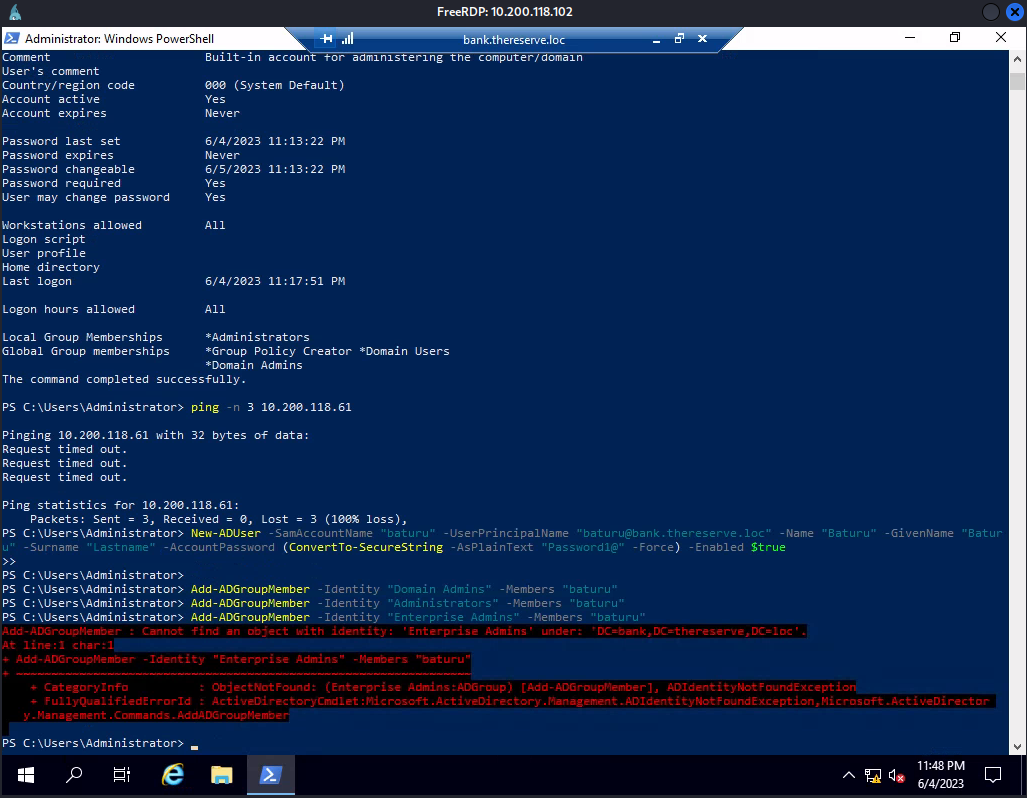 FreeRDP: 10.200.118.102
Administrator: Windows PowerShell
bank.thereserve.loc
Comment                      Built-in account for administering the computer/domain
User's comment
Country/region code          000 (System Default)
Account active               Yes
Account expires              Never
Password last set            6/4/2023 11:13:22 PM
Password expires             Never
Password changeable          6/5/2023 11:13:22 PM
Password required            Yes
User may change password     Yes
Workstations allowed         All
Logon script
User profile
Home directory
Last logon                   6/4/2023 11:17:51 PM
Logon hours allowed          All
Local Group Memberships      *Administrators
Global Group memberships     *Group Policy Creator *Domain Users
*Domain Admins
The command completed successfully.
PS C:\Users\Administrator> ping -n 3 10.200.118.61
Pinging 10.200.118.61 with 32 bytes of data:
Request timed out.
Request timed out.
Request timed out.
Ping statistics for 10.200.118.61:
    Packets: Sent = 3, Received = 0, Lost = 3 (100% loss),
PS C:\Users\Administrator> New-ADUser -SamAccountName "baturu" -UserPrincipalName "baturu@bank.thereserve.loc" -Name "Baturu" -GivenName "Batur
u" -Surname "Lastname" -AccountPassword (ConvertTo-SecureString -AsPlainText "Password1@" -Force) -Enabled $true
>>
PS C:\Users\Administrator>
PS C:\Users\Administrator> Add-ADGroupMember -Identity "Domain Admins" -Members "baturu"
PS C:\Users\Administrator> Add-ADGroupMember -Identity "Administrators" -Members "baturu"
PS C:\Users\Administrator> Add-ADGroupMember -Identity "Enterprise Admins" -Members "baturu"
Add-ADGroupMember : Cannot find an object with identity: 'Enterprise Admins' under: 'DC=bank,DC=thereserve,DC=loc'.
At line:1 char:1
+ Add-ADGroupMember -Identity "Enterprise Admins" -Members "baturu"
+ ~~~~~~~~~~~~~~~~~~~~~~~~~~~~~~~~~~~~~~~~~~~~~~~~~~~~~~~~~~~~~~~~~
    + CategoryInfo          : ObjectNotFound: (Enterprise Admins:ADGroup) [Add-ADGroupMember], ADIdentityNotFoundException
    + FullyQualifiedErrorId : ActiveDirectoryCmdlet:Microsoft.ActiveDirectory.Management.ADIdentityNotFoundException,Microsoft.ActiveDirector
   y.Management.Commands.AddADGroupMember
PS C:\Users\Administrator>
11:48 PM
6/4/2023